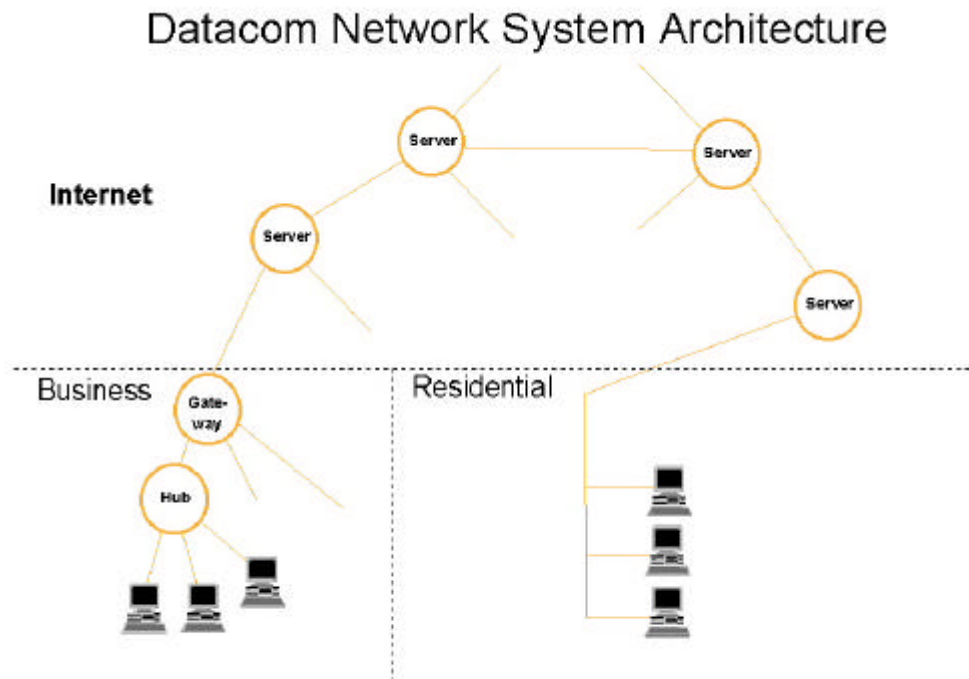 Datacom Network System Architecture
Server
Server
Internet
Server
Server
Business
Residential
Gate-
way
Hub